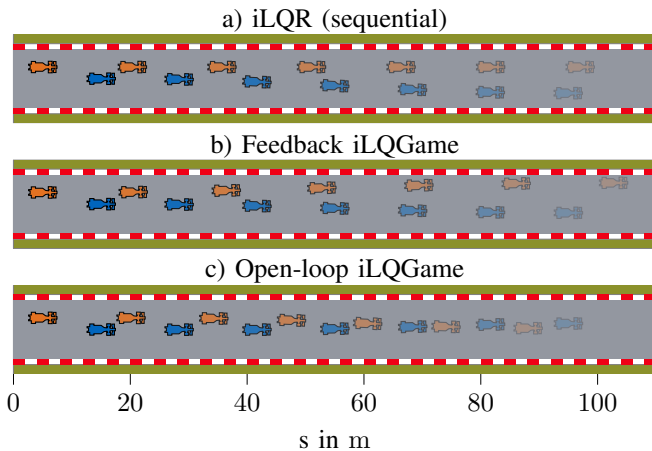 a) iLQR (sequential)
b) Feedback iLQGame
c) Open-loop iLQGame
0 20 40 60 80 100
s in m